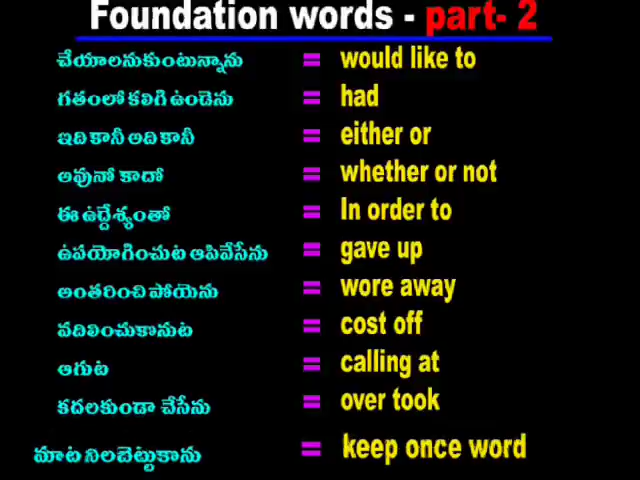 Foundation words - part- 2
చేయాలనుకుంటున్నాను = would like to
గతంలో కలిగి ఉండెను = had
ఇది కానీ అది కానీ = either or
అవునో కాదో = whether or not
ఈ ఉద్దేశ్యంతో = In order to
ఉపయోగించుట ఆపివేసేను = gave up
అంతరించి పోయెను = wore away
వదిలించుకొనుట = cost off
ఆగుట = calling at
కదలకుండా చేసేను = over took
మాట నిలబెట్టుకొను = keep once word